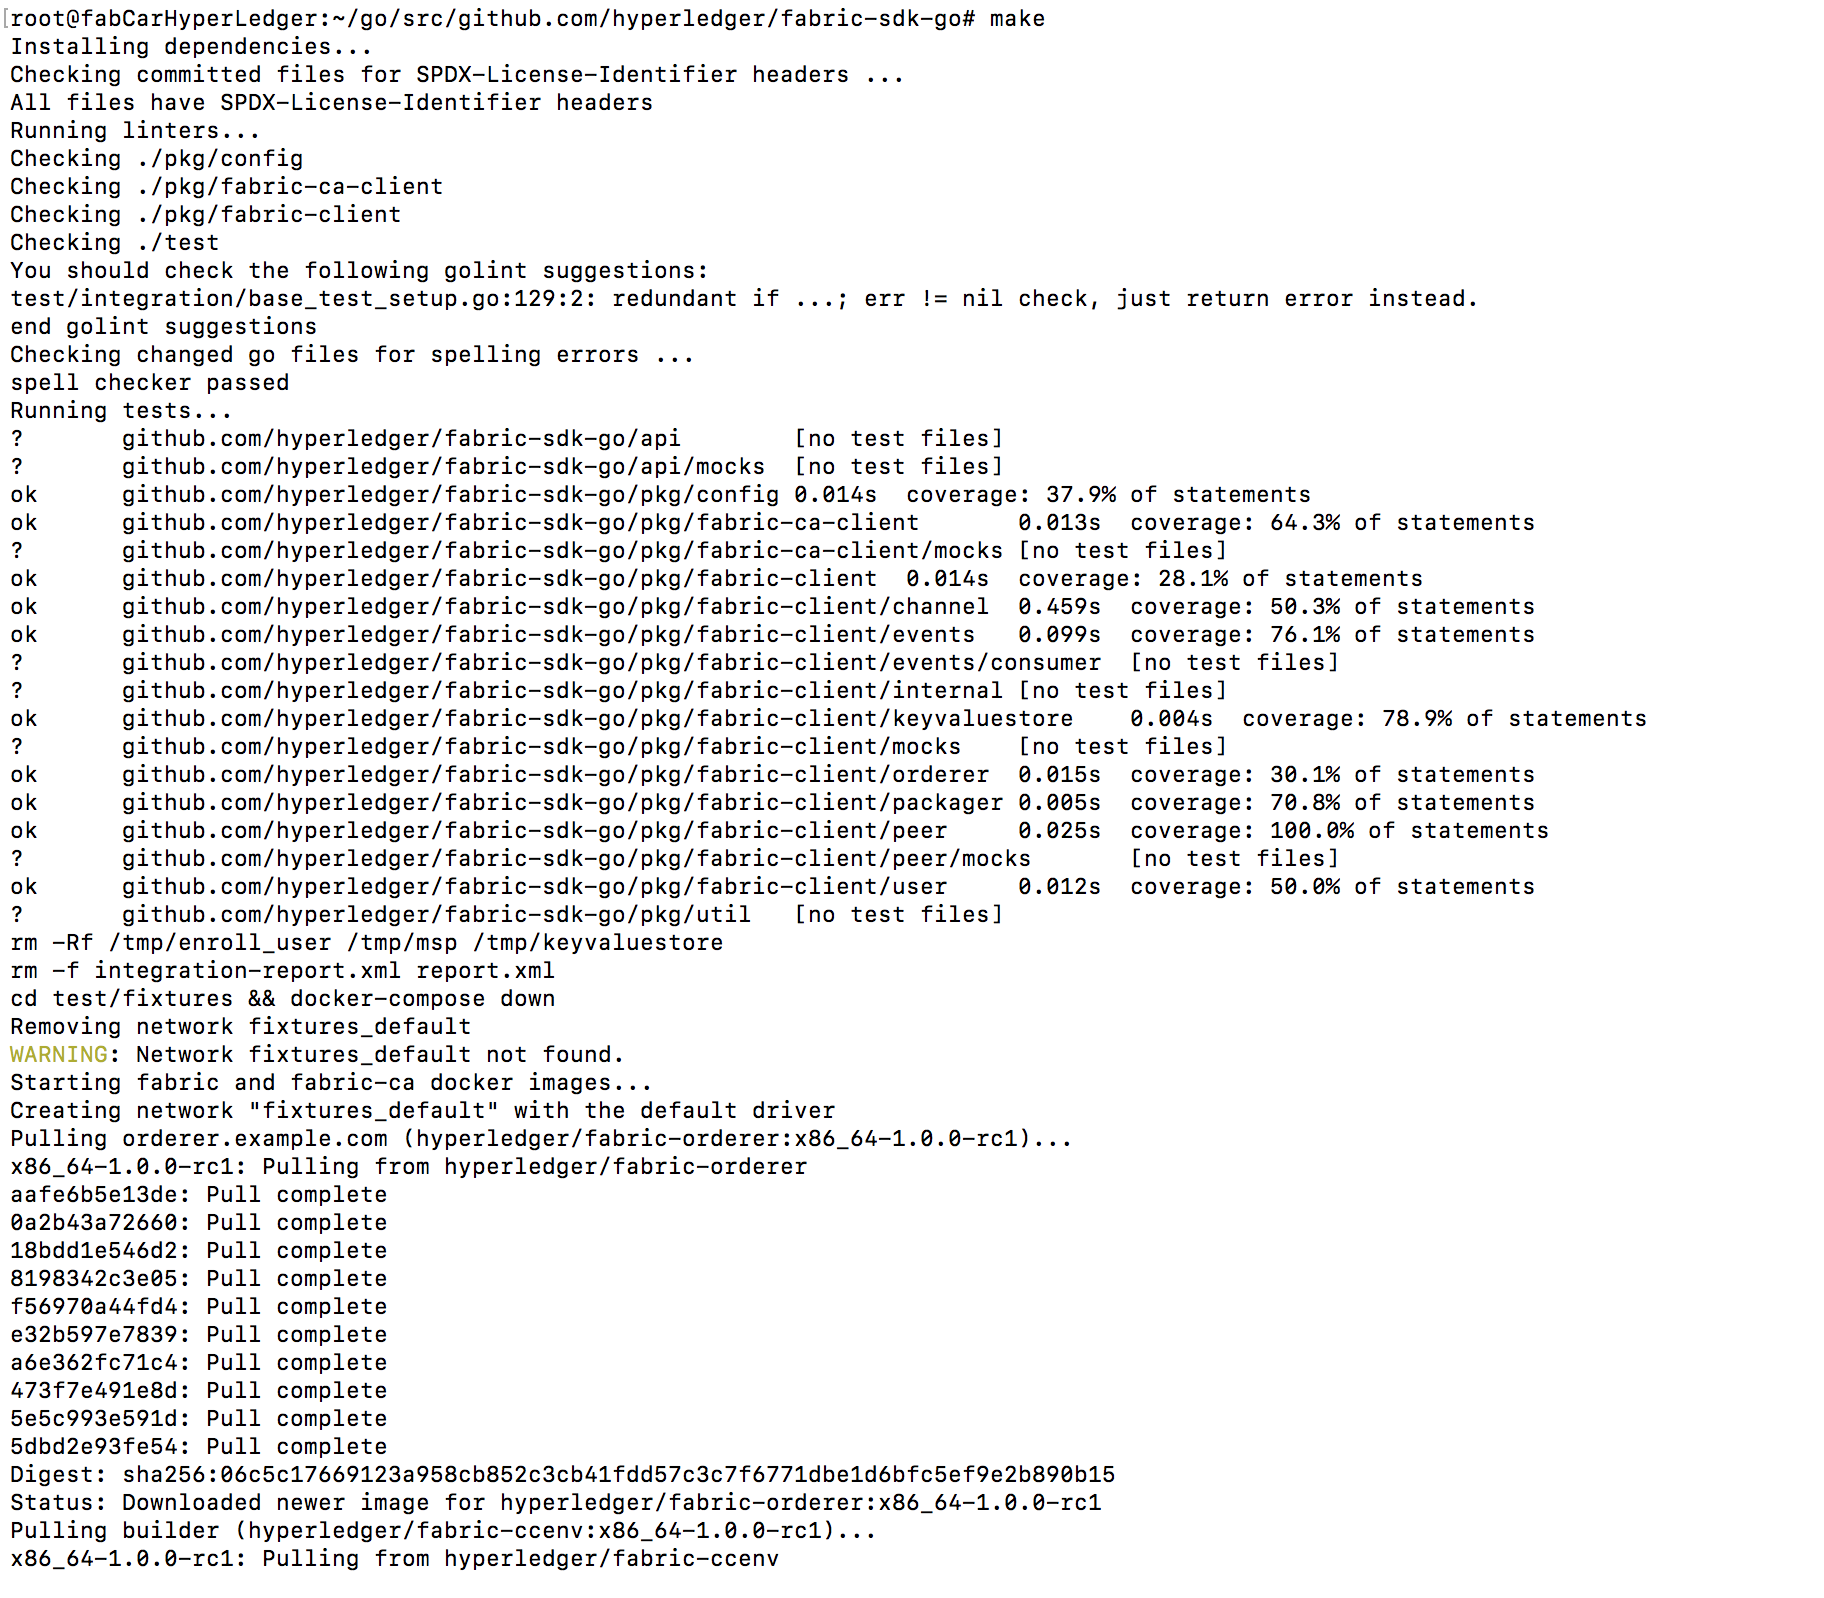 [root@fabCarHyperLedger:~/go/src/github.com/hyperledger/fabric-sdk-go# make
Installing dependencies...
Checking committed files for SPDX-License-Identifier headers ...
All files have SPDX-License-Identifier headers
Running linters...
Checking ./pkg/config
Checking ./pkg/fabric-ca-client
Checking ./pkg/fabric-client
Checking ./test
You should check the following golint suggestions:
test/integration/base_test_setup.go:129:2: redundant if ...; err != nil check, just return error instead.
end golint suggestions
Checking changed go files for spelling errors ...
spell checker passed
Running tests...
?       github.com/hyperledger/fabric-sdk-go/api        [no test files]
?       github.com/hyperledger/fabric-sdk-go/api/mocks  [no test files]
ok      github.com/hyperledger/fabric-sdk-go/pkg/config 0.014s  coverage: 37.9% of statements
ok      github.com/hyperledger/fabric-sdk-go/pkg/fabric-ca-client       0.013s  coverage: 64.3% of statements
?       github.com/hyperledger/fabric-sdk-go/pkg/fabric-ca-client/mocks [no test files]
ok      github.com/hyperledger/fabric-sdk-go/pkg/fabric-client  0.014s  coverage: 28.1% of statements
ok      github.com/hyperledger/fabric-sdk-go/pkg/fabric-client/channel  0.459s  coverage: 50.3% of statements
ok      github.com/hyperledger/fabric-sdk-go/pkg/fabric-client/events   0.099s  coverage: 76.1% of statements
?       github.com/hyperledger/fabric-sdk-go/pkg/fabric-client/events/consumer  [no test files]
?       github.com/hyperledger/fabric-sdk-go/pkg/fabric-client/internal [no test files]
ok      github.com/hyperledger/fabric-sdk-go/pkg/fabric-client/keyvaluestore    0.004s  coverage: 78.9% of statements
?       github.com/hyperledger/fabric-sdk-go/pkg/fabric-client/mocks    [no test files]
ok      github.com/hyperledger/fabric-sdk-go/pkg/fabric-client/orderer  0.015s  coverage: 30.1% of statements
ok      github.com/hyperledger/fabric-sdk-go/pkg/fabric-client/packager 0.005s  coverage: 70.8% of statements
ok      github.com/hyperledger/fabric-sdk-go/pkg/fabric-client/peer     0.025s  coverage: 100.0% of statements
?       github.com/hyperledger/fabric-sdk-go/pkg/fabric-client/peer/mocks       [no test files]
ok      github.com/hyperledger/fabric-sdk-go/pkg/fabric-client/user     0.012s  coverage: 50.0% of statements
?       github.com/hyperledger/fabric-sdk-go/pkg/util   [no test files]
rm -Rf /tmp/enroll_user /tmp/msp /tmp/keyvaluestore
rm -f integration-report.xml report.xml
cd test/fixtures && docker-compose down
Removing network fixtures_default
WARNING: Network fixtures_default not found.
Starting fabric and fabric-ca docker images...
Creating network "fixtures_default" with the default driver
Pulling orderer.example.com (hyperledger/fabric-orderer:x86_64-1.0.0-rc1)...
x86_64-1.0.0-rc1: Pulling from hyperledger/fabric-orderer
aafe6b5e13de: Pull complete
0a2b43a72660: Pull complete
18bdd1e546d2: Pull complete
8198342c3e05: Pull complete
f56970a44fd4: Pull complete
e32b597e7839: Pull complete
a6e362fc71c4: Pull complete
473f7e491e8d: Pull complete
5e5c993e591d: Pull complete
5dbd2e93fe54: Pull complete
Digest: sha256:06c5c17669123a958cb852c3cb41fdd57c3c7f6771dbe1d6bfc5ef9e2b890b15
Status: Downloaded newer image for hyperledger/fabric-orderer:x86_64-1.0.0-rc1
Pulling builder (hyperledger/fabric-ccenv:x86_64-1.0.0-rc1)...
x86_64-1.0.0-rc1: Pulling from hyperledger/fabric-ccenv